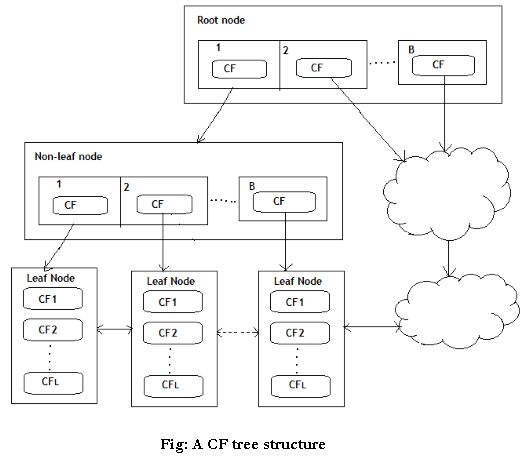 Root node
1 2 B
CF CF ...... CF
Non-leaf node
1 2 B
CF CF ...... CF
Leaf Node Leaf Node Leaf Node
CF1 CF1 CF1
CF2 CF2 CF2
CFL CFL CFL
Fig: A CF tree structure